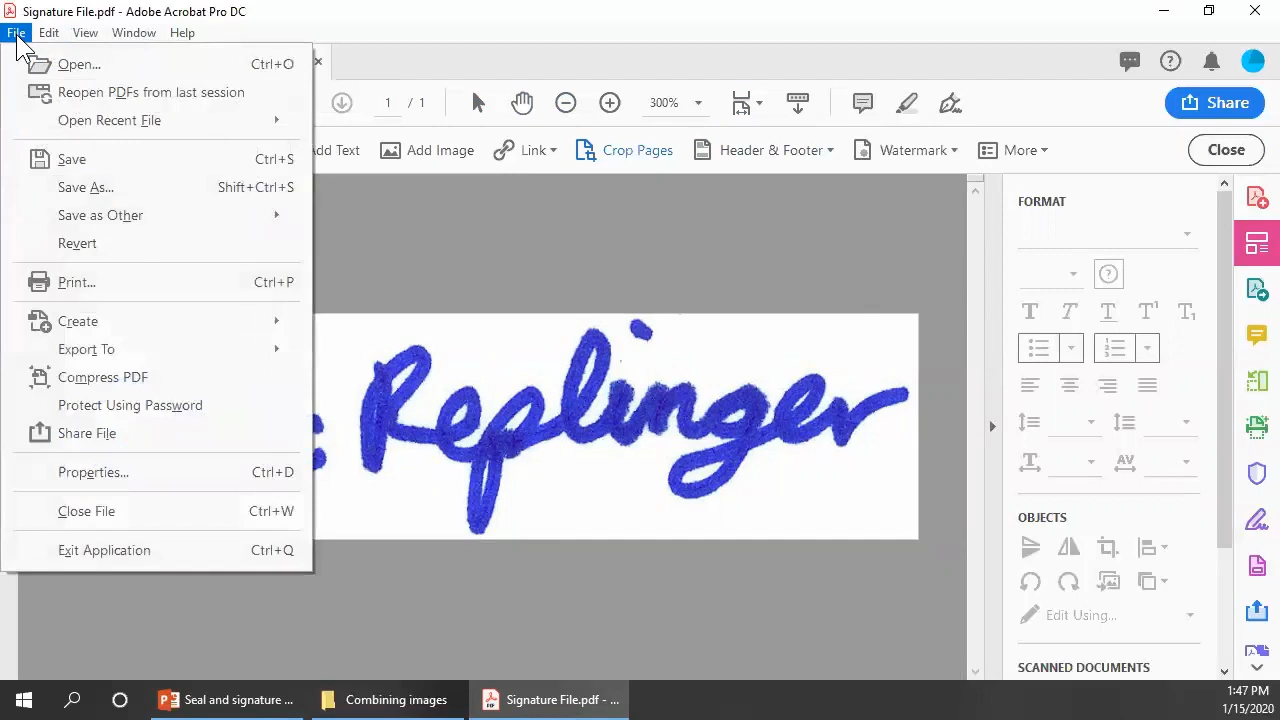 Signature File.pdf - Adobe Acrobat Pro DC
File Edit View Window Help
Open... Ctrl+O
Reopen PDFs from last session
Open Recent File
Save Ctrl+S
Save As... Shift+Ctrl+S
Save as Other
Revert
Print... Ctrl+P
Create
Export To
Compress PDF
Protect Using Password
Share File
Properties... Ctrl+D
Close File Ctrl+W
Exit Application Ctrl+Q
1 / 1 300% Share
Add Text Add Image Link Crop Pages Header & Footer Watermark More Close
Replinger
FORMAT
OBJECTS
Edit Using...
SCANNED DOCUMENTS
Seal and signature ... Combining images Signature File.pdf - ... 1:47 PM
1/15/2020